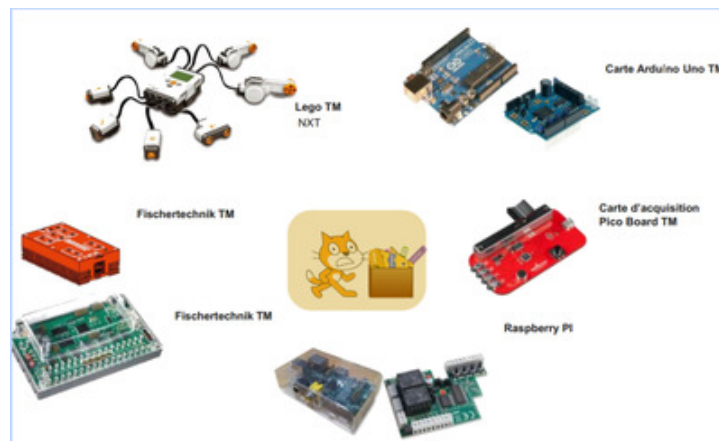 Lego TM
NXT
Carte Arduino Uno TM
Fischertechnik TM
Carte d'acquisition
Pico Board TM
Fischertechnik TM
Raspberry PI